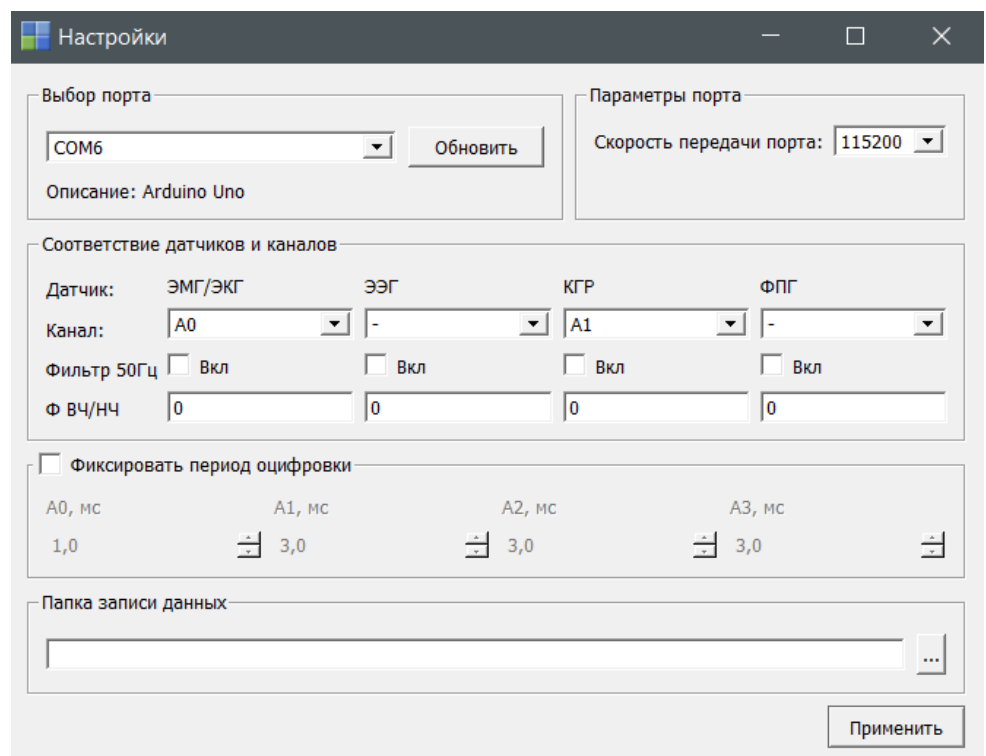 Настройки
Выбор порта
COM6
Обновить
Описание: Arduino Uno
Параметры порта
Скорость передачи порта: 115200
Соответствие датчиков и каналов
Датчик: ЭМГ/ЭКГ ЭЭГ КГР ФПГ
Канал: A0 - A1 -
Фильтр 50Гц Вкл Вкл Вкл Вкл
Ф ВЧ/НЧ 0 0 0 0
Фиксировать период оцифровки
A0, мс A1, мс A2, мс A3, мс
1,0 3,0 3,0 3,0
Папка записи данных
...
Применить